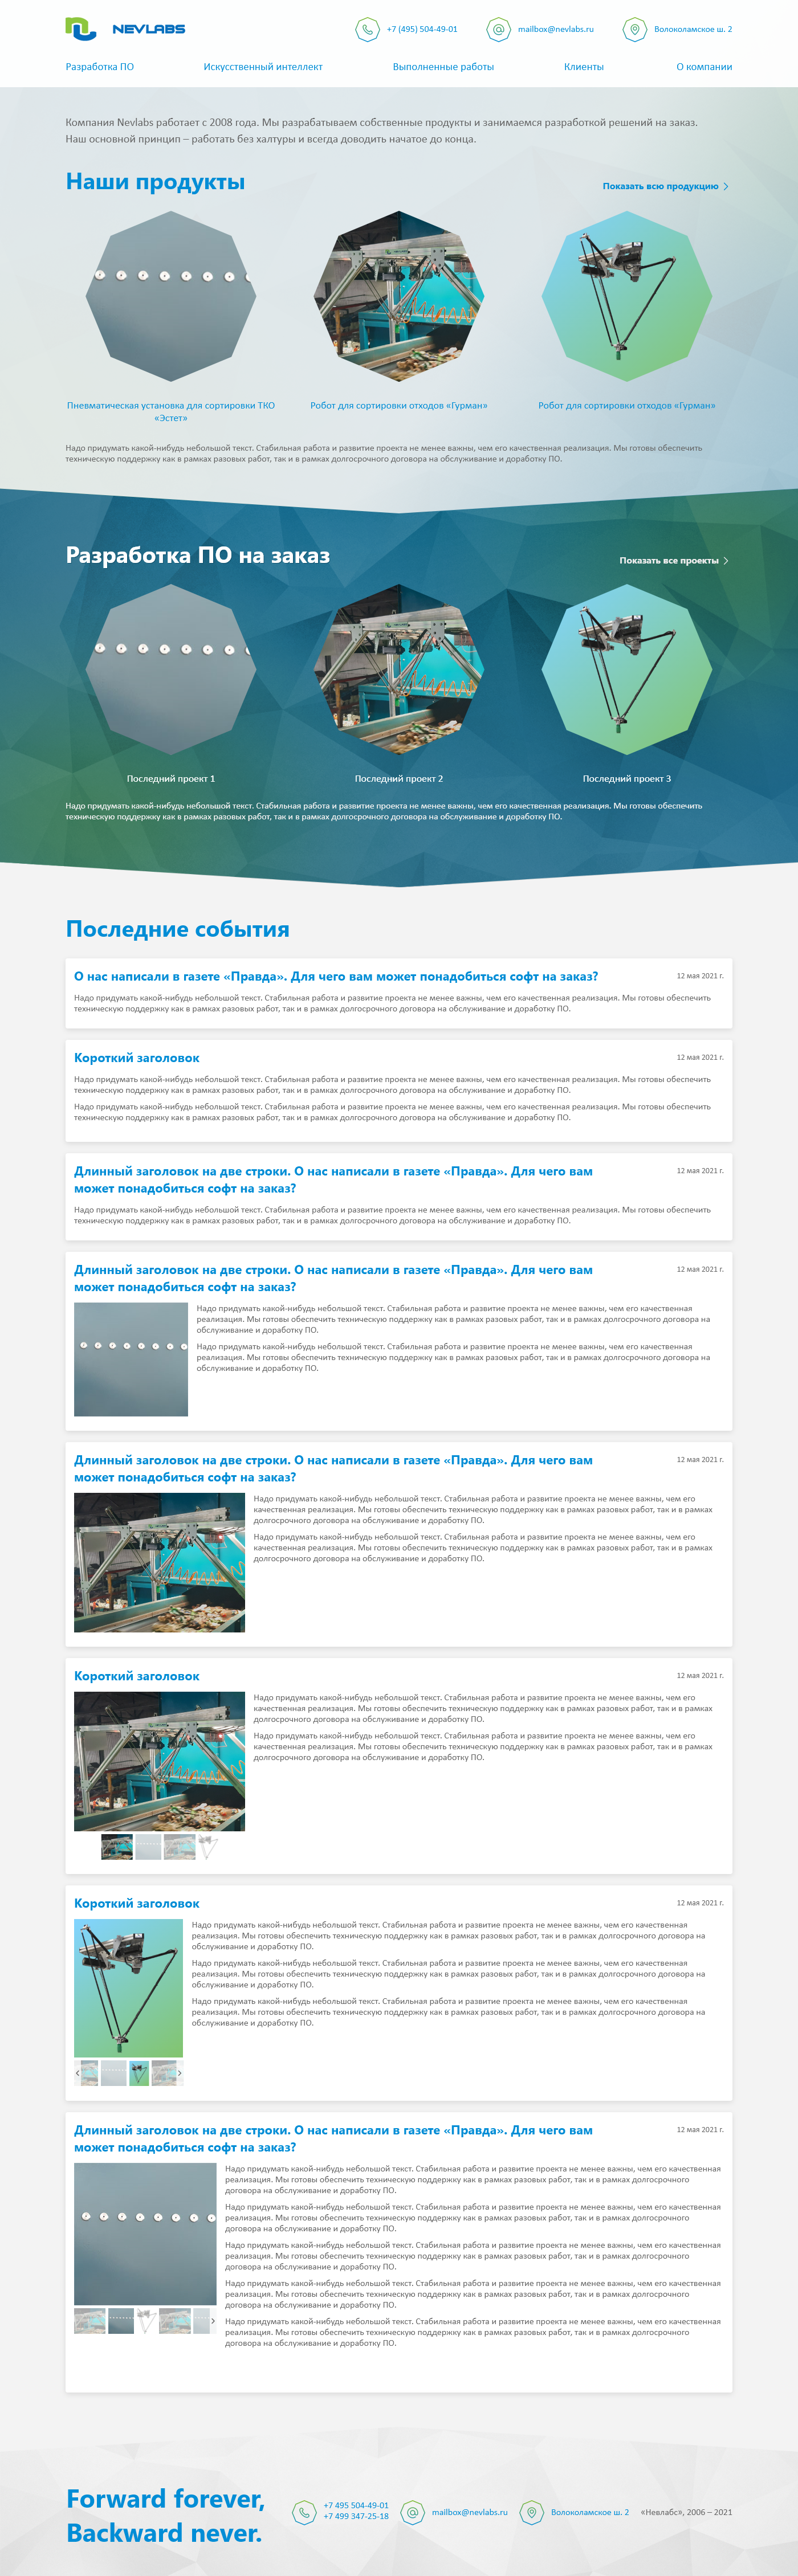 NEVLABS
+7 (495) 504-49-01
mailbox@nevlabs.ru
Волоколамское ш. 2
Разработка ПО
Искусственный интеллект
Выполненные работы
Клиенты
О компании
Компания Nevlabs работает с 2008 года. Мы разрабатываем собственные продукты и занимаемся разработкой решений на заказ.
Наш основной принцип – работать без халтуры и всегда доводить начатое до конца.
Наши продукты
Показать всю продукцию
Пневматическая установка для сортировки ТКО
«Эстет»
Робот для сортировки отходов «Гурман»
Робот для сортировки отходов «Гурман»
Надо придумать какой-нибудь небольшой текст. Стабильная работа и развитие проекта не менее важны, чем его качественная реализация. Мы готовы обеспечить
техническую поддержку как в рамках разовых работ, так и в рамках долгосрочного договора на обслуживание и доработку ПО.
Разработка ПО на заказ
Показать все проекты
Последний проект 1
Последний проект 2
Последний проект 3
Надо придумать какой-нибудь небольшой текст. Стабильная работа и развитие проекта не менее важны, чем его качественная реализация. Мы готовы обеспечить
техническую поддержку как в рамках разовых работ, так и в рамках долгосрочного договора на обслуживание и доработку ПО.
Последние события
О нас написали в газете «Правда». Для чего вам может понадобиться софт на заказ?
12 мая 2021 г.
Надо придумать какой-нибудь небольшой текст. Стабильная работа и развитие проекта не менее важны, чем его качественная реализация. Мы готовы обеспечить
техническую поддержку как в рамках разовых работ, так и в рамках долгосрочного договора на обслуживание и доработку ПО.
Короткий заголовок
12 мая 2021 г.
Надо придумать какой-нибудь небольшой текст. Стабильная работа и развитие проекта не менее важны, чем его качественная реализация. Мы готовы обеспечить
техническую поддержку как в рамках разовых работ, так и в рамках долгосрочного договора на обслуживание и доработку ПО.
Надо придумать какой-нибудь небольшой текст. Стабильная работа и развитие проекта не менее важны, чем его качественная реализация. Мы готовы обеспечить
техническую поддержку как в рамках разовых работ, так и в рамках долгосрочного договора на обслуживание и доработку ПО.
Длинный заголовок на две строки. О нас написали в газете «Правда». Для чего вам
может понадобиться софт на заказ?
12 мая 2021 г.
Надо придумать какой-нибудь небольшой текст. Стабильная работа и развитие проекта не менее важны, чем его качественная реализация. Мы готовы обеспечить
техническую поддержку как в рамках разовых работ, так и в рамках долгосрочного договора на обслуживание и доработку ПО.
Длинный заголовок на две строки. О нас написали в газете «Правда». Для чего вам
может понадобиться софт на заказ?
12 мая 2021 г.
Надо придумать какой-нибудь небольшой текст. Стабильная работа и развитие проекта не менее важны, чем его качественная
реализация. Мы готовы обеспечить техническую поддержку как в рамках разовых работ, так и в рамках долгосрочного договора на
обслуживание и доработку ПО.
Надо придумать какой-нибудь небольшой текст. Стабильная работа и развитие проекта не менее важны, чем его качественная
реализация. Мы готовы обеспечить техническую поддержку как в рамках разовых работ, так и в рамках долгосрочного договора на
обслуживание и доработку ПО.
Длинный заголовок на две строки. О нас написали в газете «Правда». Для чего вам
может понадобиться софт на заказ?
12 мая 2021 г.
Надо придумать какой-нибудь небольшой текст. Стабильная работа и развитие проекта не менее важны, чем его
качественная реализация. Мы готовы обеспечить техническую поддержку как в рамках разовых работ, так и в рамках
долгосрочного договора на обслуживание и доработку ПО.
Надо придумать какой-нибудь небольшой текст. Стабильная работа и развитие проекта не менее важны, чем его
качественная реализация. Мы готовы обеспечить техническую поддержку как в рамках разовых работ, так и в рамках
долгосрочного договора на обслуживание и доработку ПО.
Короткий заголовок
12 мая 2021 г.
Надо придумать какой-нибудь небольшой текст. Стабильная работа и развитие проекта не менее важны, чем его
качественная реализация. Мы готовы обеспечить техническую поддержку как в рамках разовых работ, так и в рамках
долгосрочного договора на обслуживание и доработку ПО.
Надо придумать какой-нибудь небольшой текст. Стабильная работа и развитие проекта не менее важны, чем его
качественная реализация. Мы готовы обеспечить техническую поддержку как в рамках разовых работ, так и в рамках
долгосрочного договора на обслуживание и доработку ПО.
Короткий заголовок
12 мая 2021 г.
Надо придумать какой-нибудь небольшой текст. Стабильная работа и развитие проекта не менее важны, чем его качественная
реализация. Мы готовы обеспечить техническую поддержку как в рамках разовых работ, так и в рамках долгосрочного договора на
обслуживание и доработку ПО.
Надо придумать какой-нибудь небольшой текст. Стабильная работа и развитие проекта не менее важны, чем его качественная
реализация. Мы готовы обеспечить техническую поддержку как в рамках разовых работ, так и в рамках долгосрочного договора на
обслуживание и доработку ПО.
Надо придумать какой-нибудь небольшой текст. Стабильная работа и развитие проекта не менее важны, чем его качественная
реализация. Мы готовы обеспечить техническую поддержку как в рамках разовых работ, так и в рамках долгосрочного договора на
обслуживание и доработку ПО.
Длинный заголовок на две строки. О нас написали в газете «Правда». Для чего вам
может понадобиться софт на заказ?
12 мая 2021 г.
Надо придумать какой-нибудь небольшой текст. Стабильная работа и развитие проекта не менее важны, чем его качественная
реализация. Мы готовы обеспечить техническую поддержку как в рамках разовых работ, так и в рамках долгосрочного
договора на обслуживание и доработку ПО.
Надо придумать какой-нибудь небольшой текст. Стабильная работа и развитие проекта не менее важны, чем его качественная
реализация. Мы готовы обеспечить техническую поддержку как в рамках разовых работ, так и в рамках долгосрочного
договора на обслуживание и доработку ПО.
Надо придумать какой-нибудь небольшой текст. Стабильная работа и развитие проекта не менее важны, чем его качественная
реализация. Мы готовы обеспечить техническую поддержку как в рамках разовых работ, так и в рамках долгосрочного
договора на обслуживание и доработку ПО.
Надо придумать какой-нибудь небольшой текст. Стабильная работа и развитие проекта не менее важны, чем его качественная
реализация. Мы готовы обеспечить техническую поддержку как в рамках разовых работ, так и в рамках долгосрочного
договора на обслуживание и доработку ПО.
Надо придумать какой-нибудь небольшой текст. Стабильная работа и развитие проекта не менее важны, чем его качественная
реализация. Мы готовы обеспечить техническую поддержку как в рамках разовых работ, так и в рамках долгосрочного
договора на обслуживание и доработку ПО.
Forward forever,
Backward never.
+7 495 504-49-01
+7 499 347-25-18
mailbox@nevlabs.ru
Волоколамское ш. 2
«Невлабс», 2006 – 2021